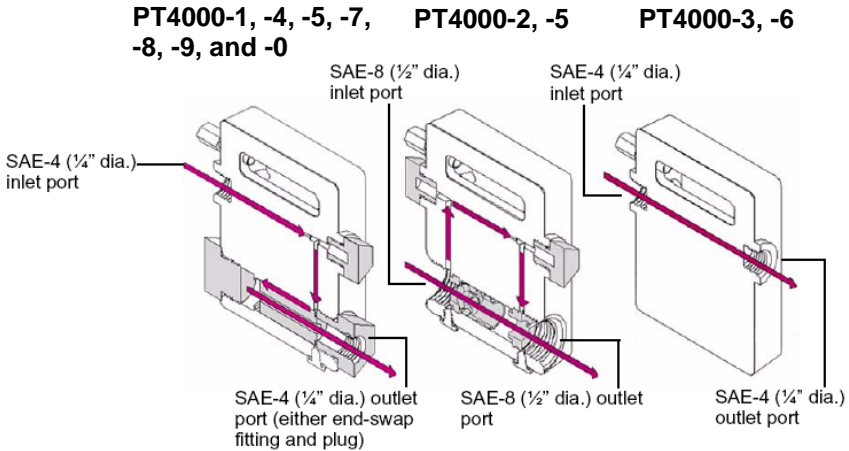 PT4000-1, -4, -5, -7,
-8, -9, and -0
PT4000-2, -5
PT4000-3, -6
SAE-8 (½” dia.)
inlet port
SAE-4 (¼” dia.)
inlet port
SAE-4 (¼” dia.)
inlet port
SAE-4 (¼” dia.) outlet
port (either end-swap
fitting and plug)
SAE-8 (½” dia.) outlet
port
SAE-4 (¼” dia.)
outlet port